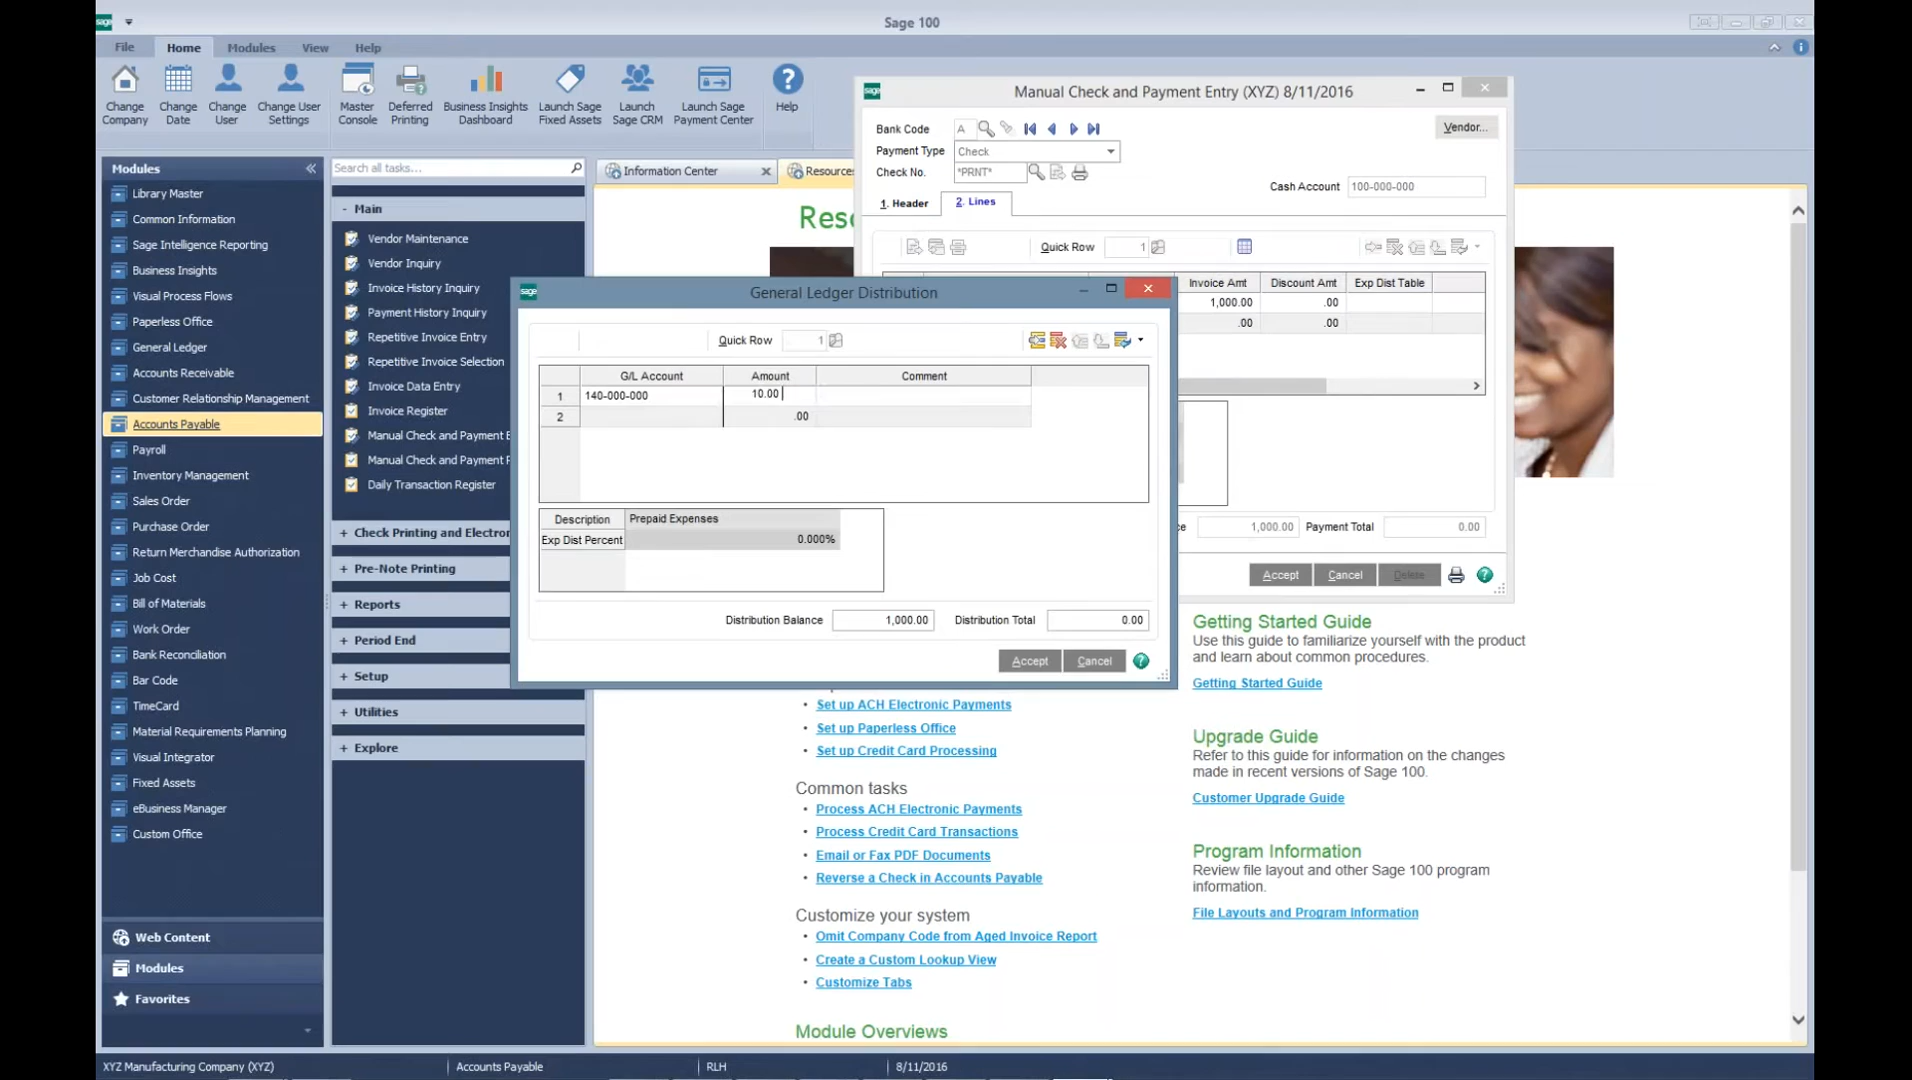 sage
Sage 100
File
Home
Modules
View
Help
Change
Company
Change
Date
Change
User
Change User
Settings
Master
Console
Deferred
Printing
Business Insights
Dashboard
Launch Sage
Fixed Assets
Launch
Sage CRM
Launch Sage
Payment Center
Help
Modules
Library Master
Common Information
Sage Intelligence Reporting
Business Insights
Visual Process Flows
Paperless Office
General Ledger
Accounts Receivable
Customer Relationship Management
Accounts Payable
Payroll
Inventory Management
Sales Order
Purchase Order
Return Merchandise Authorization
Job Cost
Bill of Materials
Work Order
Bank Reconciliation
Bar Code
TimeCard
Material Requirements Planning
Visual Integrator
Fixed Assets
eBusiness Manager
Custom Office
Web Content
Modules
Favorites
Search all tasks...
- Main
Vendor Maintenance
Vendor Inquiry
Invoice History Inquiry
Payment History Inquiry
Repetitive Invoice Entry
Repetitive Invoice Selection
Invoice Data Entry
Invoice Register
Manual Check and Payment E
Manual Check and Payment F
Daily Transaction Register
+ Check Printing and Electron
+ Pre-Note Printing
+ Reports
+ Period End
+ Setup
+ Utilities
+ Explore
Information Center
Resources
Manual Check and Payment Entry (XYZ) 8/11/2016
Bank Code A
Vendor...
Payment Type Check
Check No. *PRNT*
Cash Account 100-000-000
1. Header
2. Lines
Quick Row 1
Invoice Amt Discount Amt Exp Dist Table
1,000.00 .00
.00 .00
1,000.00 Payment Total 0.00
Accept Cancel Delete
sage
General Ledger Distribution
Quick Row 1
G/L Account Amount Comment
1 140-000-000 10.00
2 .00
Description Prepaid Expenses
Exp Dist Percent 0.000%
Distribution Balance 1,000.00 Distribution Total 0.00
Accept Cancel
Set up ACH Electronic Payments
Set up Paperless Office
Set up Credit Card Processing
Common tasks
Process ACH Electronic Payments
Process Credit Card Transactions
Email or Fax PDF Documents
Reverse a Check in Accounts Payable
Customize your system
Omit Company Code from Aged Invoice Report
Create a Custom Lookup View
Customize Tabs
Module Overviews
Getting Started Guide
Use this guide to familiarize yourself with the product
and learn about common procedures.
Getting Started Guide
Upgrade Guide
Refer to this guide for information on the changes
made in recent versions of Sage 100.
Customer Upgrade Guide
Program Information
Review file layout and other Sage 100 program
information.
File Layouts and Program Information
XYZ Manufacturing Company (XYZ)
Accounts Payable
RLH
8/11/2016